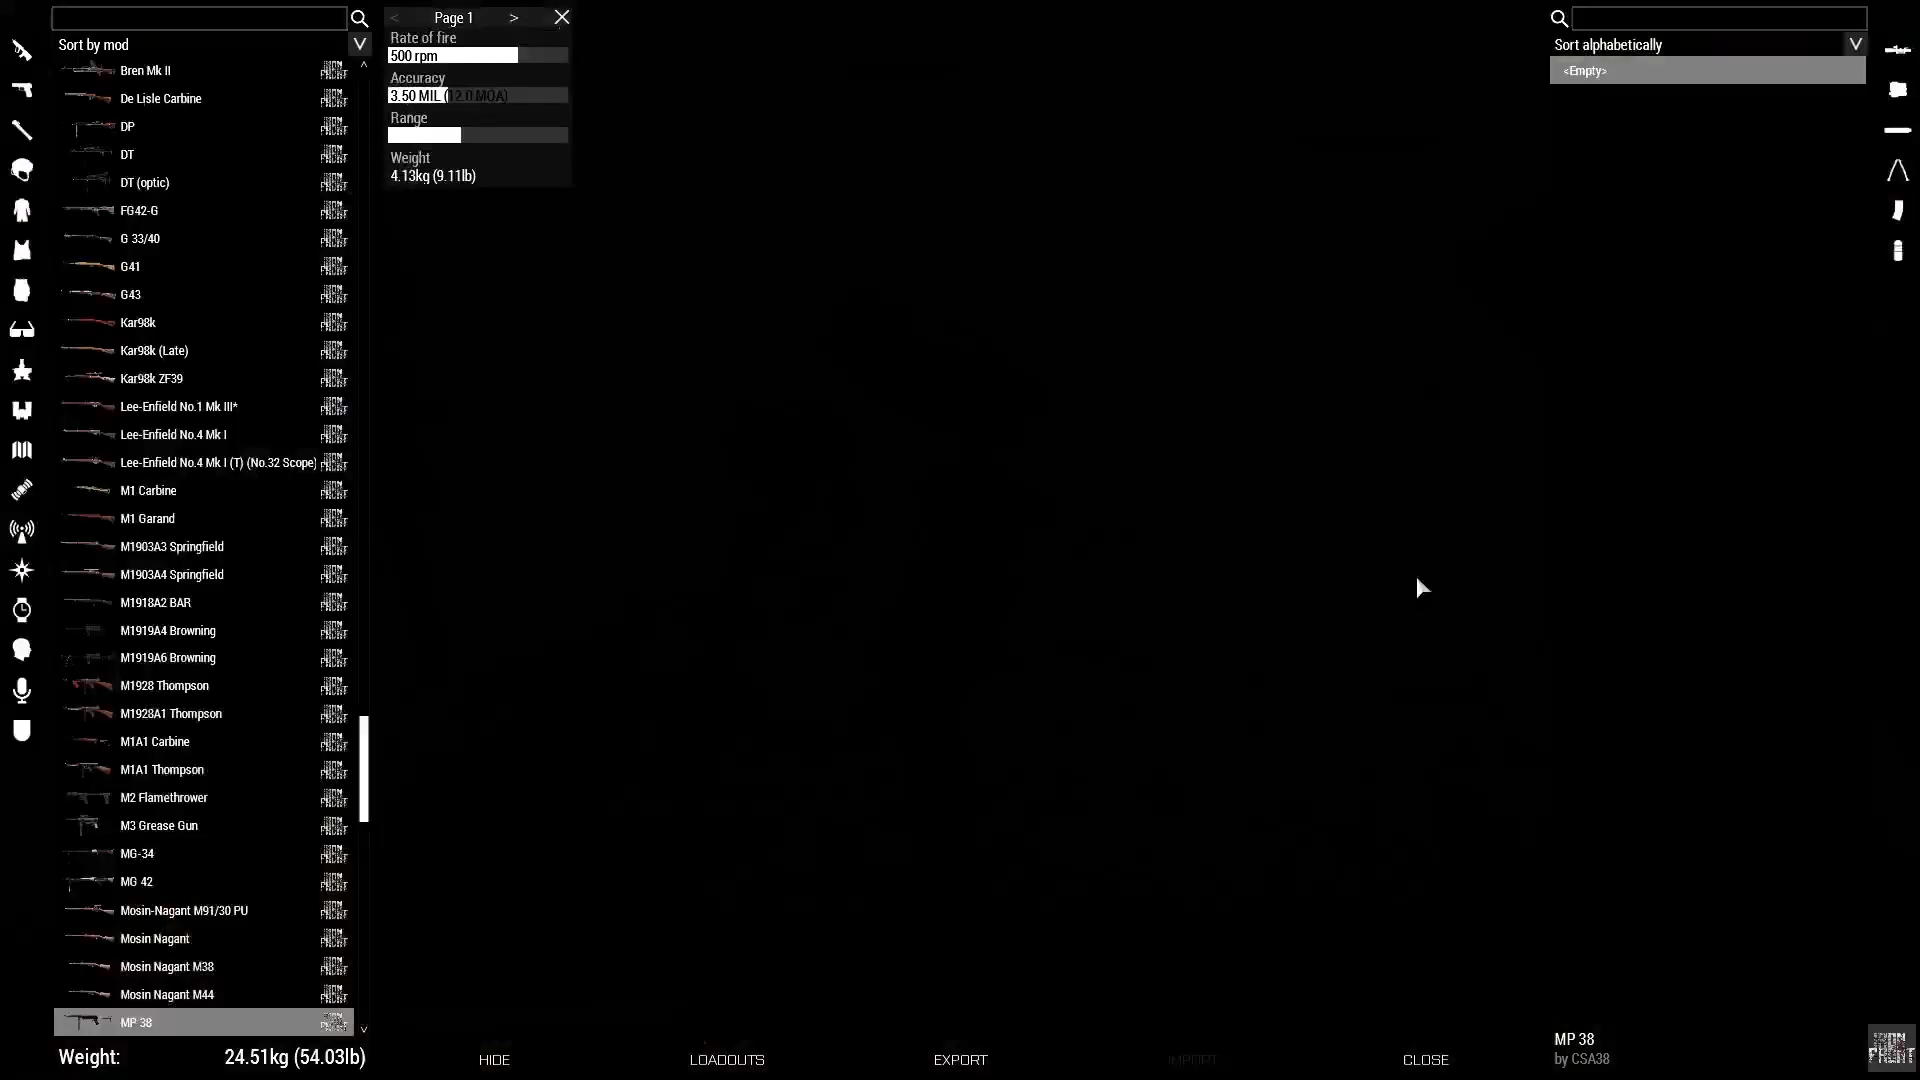 Sort by mod
Bren Mk II
De Lisle Carbine
DP
DT
DT (optic)
FG42-G
G 33/40
G41
G43
Kar98k
Kar98k (Late)
Kar98k ZF39
Lee-Enfield No.1 Mk III*
Lee-Enfield No.4 Mk I
Lee-Enfield No.4 Mk I (T) (No.32 Scope)
M1 Carbine
M1 Garand
M1903A3 Springfield
M1903A4 Springfield
M1918A2 BAR
M1919A4 Browning
M1919A6 Browning
M1928 Thompson
M1928A1 Thompson
M1A1 Carbine
M1A1 Thompson
M2 Flamethrower
M3 Grease Gun
MG-34
MG 42
Mosin-Nagant M91/30 PU
Mosin Nagant
Mosin Nagant M38
Mosin Nagant M44
MP 38
Weight: 24.51kg (54.03lb)
< Page 1 >
Rate of fire
500 rpm
Accuracy
3.50 MIL (12.0 MOA)
Range
Weight
4.13kg (9.11lb)
Sort alphabetically
<Empty>
HIDE LOADOUTS EXPORT IMPORT CLOSE
MP 38
by CSA38